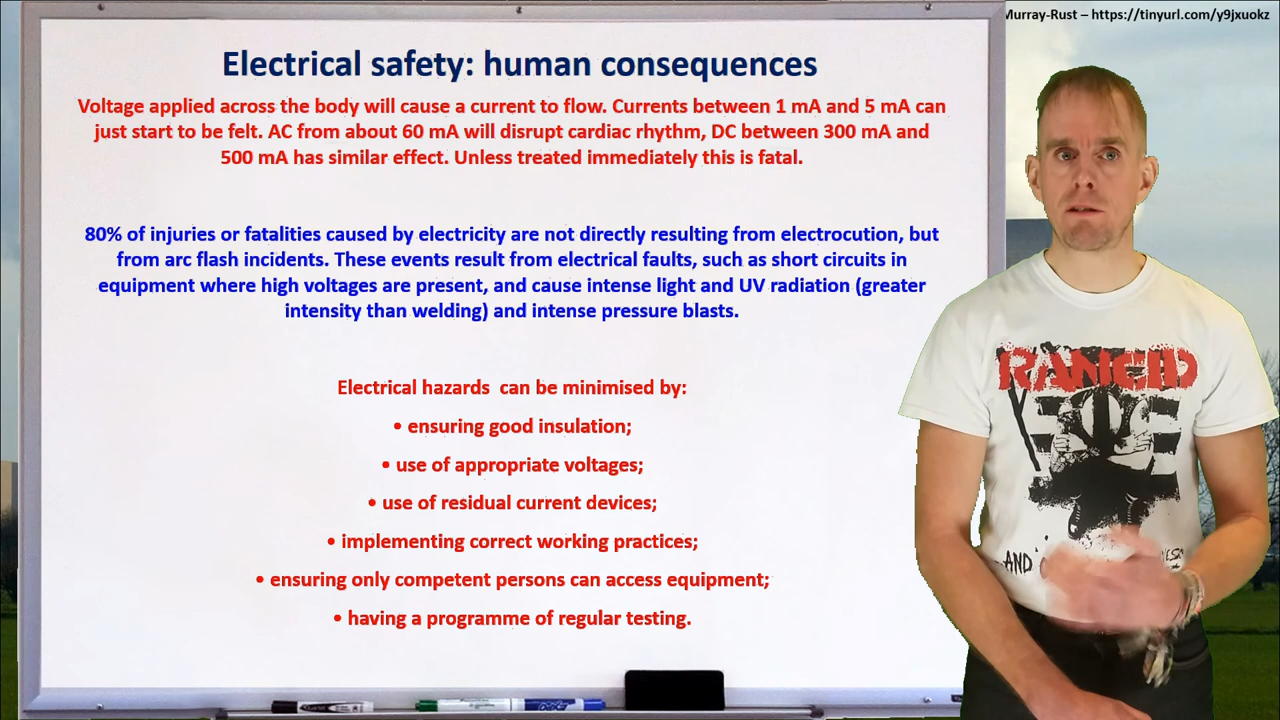 Murray-Rust – https://tinyurl.com/y9jxuokz
Electrical safety: human consequences
Voltage applied across the body will cause a current to flow. Currents between 1 mA and 5 mA can
just start to be felt. AC from about 60 mA will disrupt cardiac rhythm, DC between 300 mA and
500 mA has similar effect. Unless treated immediately this is fatal.
80% of injuries or fatalities caused by electricity are not directly resulting from electrocution, but
from arc flash incidents. These events result from electrical faults, such as short circuits in
equipment where high voltages are present, and cause intense light and UV radiation (greater
intensity than welding) and intense pressure blasts.
Electrical hazards  can be minimised by:
• ensuring good insulation;
• use of appropriate voltages;
• use of residual current devices;
• implementing correct working practices;
• ensuring only competent persons can access equipment;
• having a programme of regular testing.
RANCID
AND